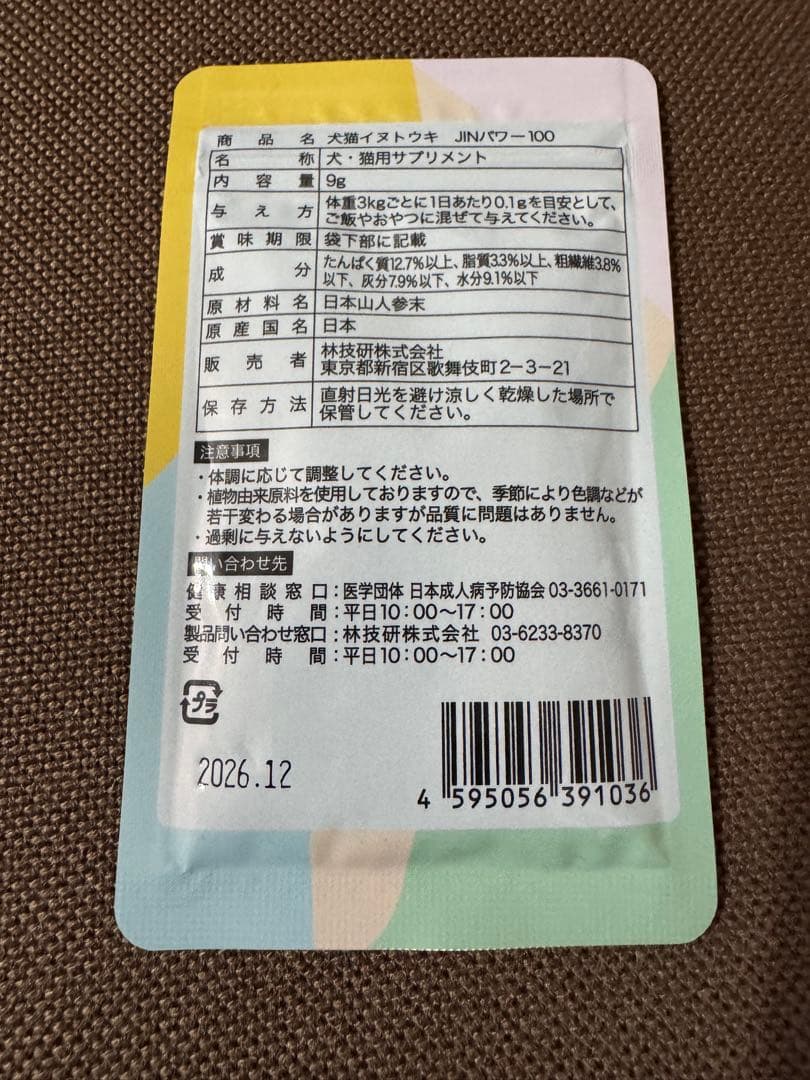 商品名 犬猫イヌトウキ JINパワー100
名称 犬・猫用サプリメント
内容量 9g
与え方 体重3kgごとに1日あたり0.1gを目安として、
ご飯やおやつに混ぜて与えてください。
賞味期限 袋下部に記載
成分 たんぱく質12.7%以上、脂質3.3%以上、粗繊維3.8%
以下、灰分7.9%以下、水分9.1%以下
原材料名 日本山人参末
原産国名 日本
販売者 林技研株式会社
東京都新宿区歌舞伎町2-3-21
保存方法 直射日光を避け涼しく乾燥した場所で
保管してください。
注意事項
・体調に応じて調整してください。
・植物由来原料を使用しておりますので、季節により色調などが
若干変わる場合がありますが品質に問題はありません。
・過剰に与えないようにしてください。
問い合わせ先
健康相談窓口：医学団体 日本成人病予防協会 03-3661-0171
受付時間：平日10：00〜17：00
製品問い合わせ窓口：林技研株式会社 03-6233-8370
受付時間：平日10：00〜17：00
プラ
2026.12
4 595056 391036